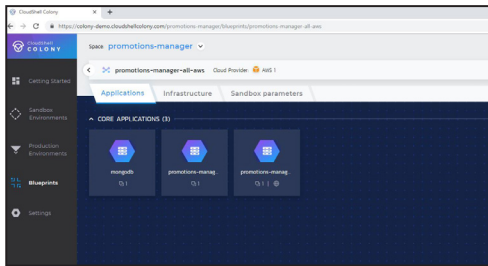 CloudShell Colony
https://colony-demo.cloudshellcolony.com/promotions-manager/blueprints/promotions-manager-all-aws
CloudShell
COLONY
Space promotions-manager
promotions-manager-all-aws Cloud Provider: AWS 1
Getting Started
Applications Infrastructure Sandbox parameters
Sandbox
Environments
CORE APPLICATIONS (3)
Production
Environments
mongodb promotions-manag.. promotions-manag..
1 1 1
Blueprints
Settings